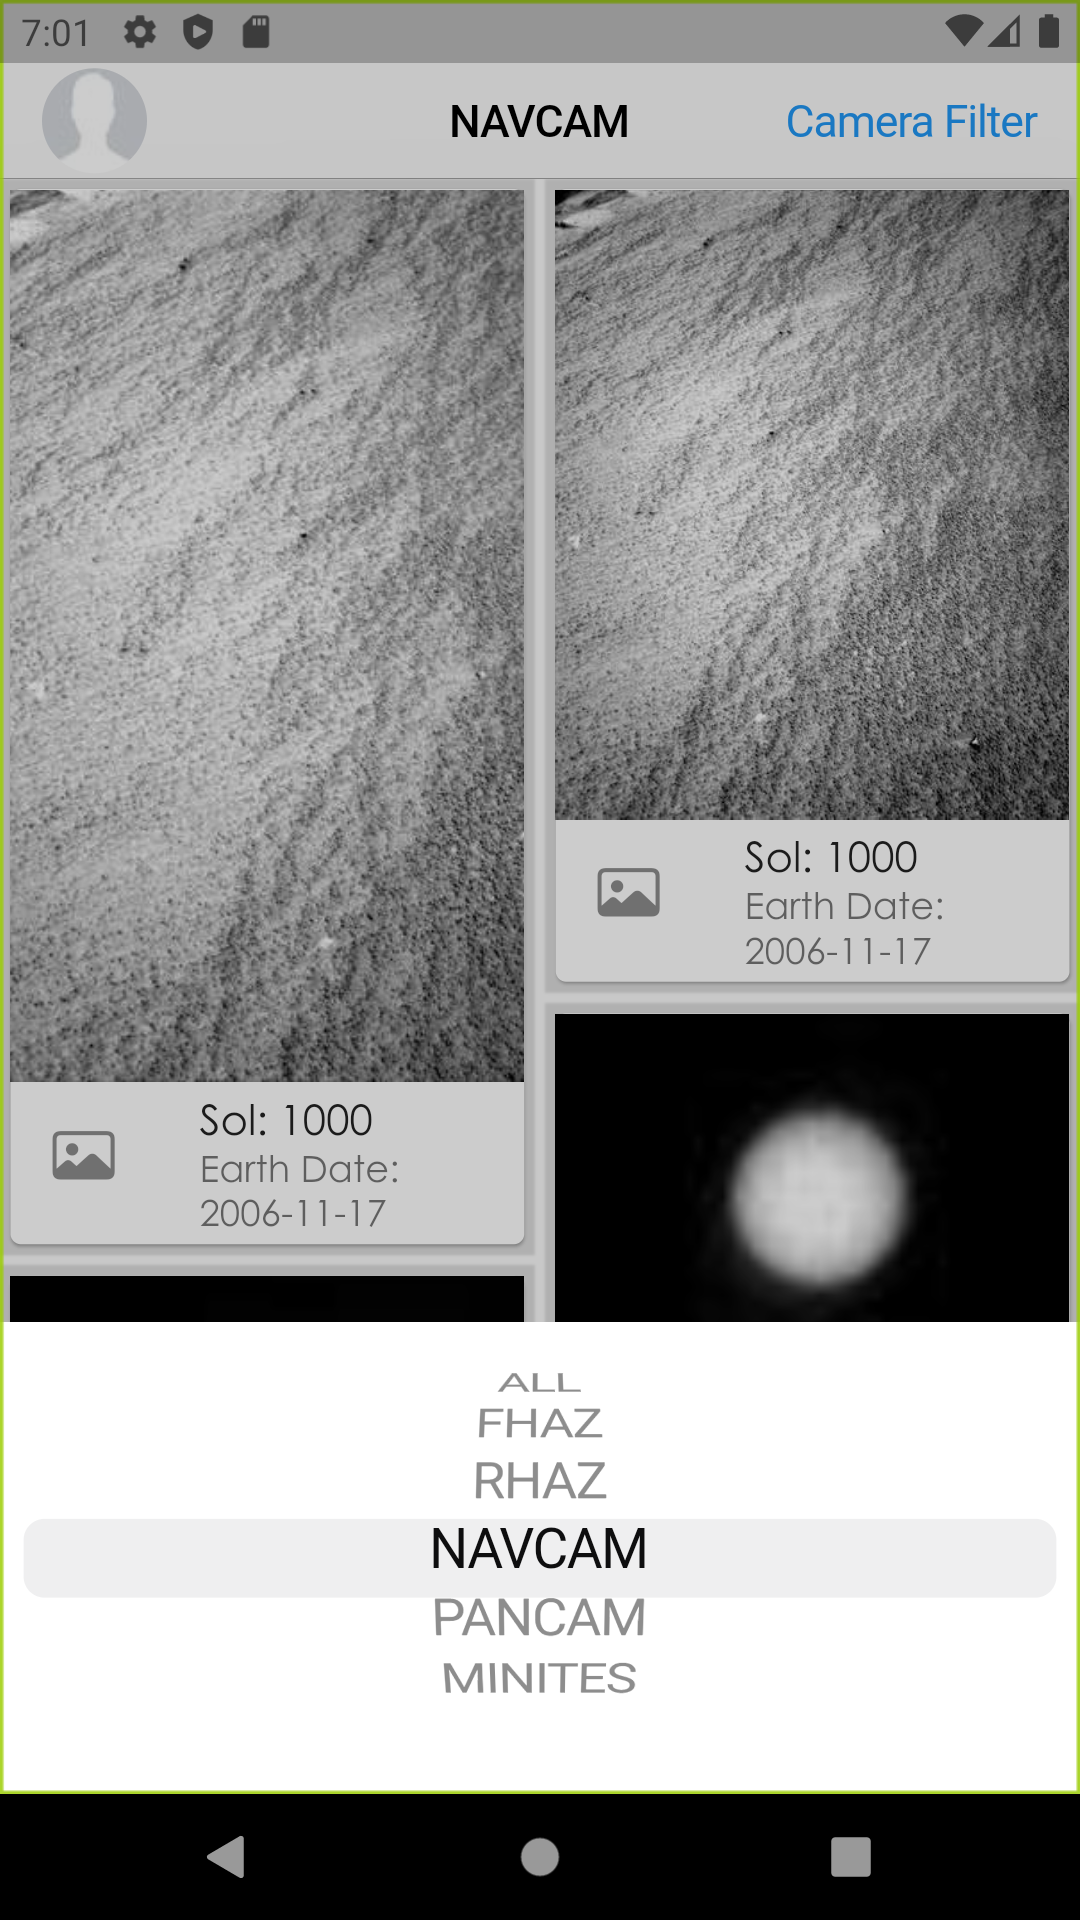 7:01
NAVCAM
Camera Filter
Sol: 1000
Earth Date:
2006-11-17
Sol: 1000
Earth Date:
2006-11-17
ALL
FHAZ
RHAZ
NAVCAM
PANCAM
MINITES